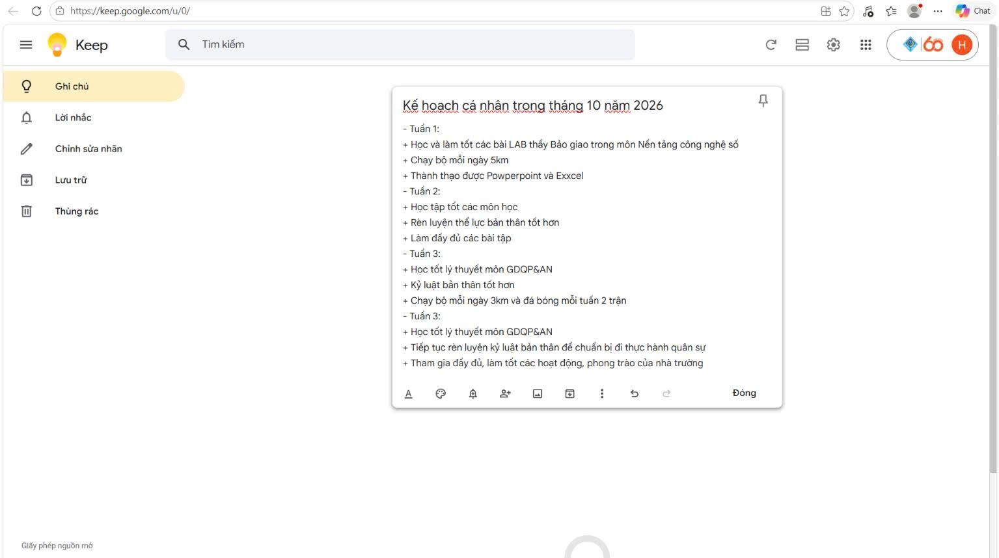 https://keep.google.com/u/0/
Chat
Keep
Tìm kiếm
60
H
Ghi chú
Lời nhắc
Chỉnh sửa nhãn
Lưu trữ
Thùng rác
Kế hoạch cá nhân trong tháng 10 năm 2026
- Tuần 1:
+ Học và làm tốt các bài LAB thầy Bảo giao trong môn Nền tảng công nghệ số
+ Chạy bộ mỗi ngày 5km
+ Thành thạo được Powperpoint và Exxcel
- Tuần 2:
+ Học tập tốt các môn học
+ Rèn luyện thể lực bản thân tốt hơn
+ Làm đầy đủ các bài tập
- Tuần 3:
+ Học tốt lý thuyết môn GDQP&AN
+ Kỷ luật bản thân tốt hơn
+ Chạy bộ mỗi ngày 3km và đá bóng mỗi tuần 2 trận
- Tuần 3:
+ Học tốt lý thuyết môn GDQP&AN
+ Tiếp tục rèn luyện kỷ luật bản thân để chuẩn bị đi thực hành quân sự
+ Tham gia đầy đủ, làm tốt các hoạt động, phong trào của nhà trường
A
Đóng
Giấy phép nguồn mở